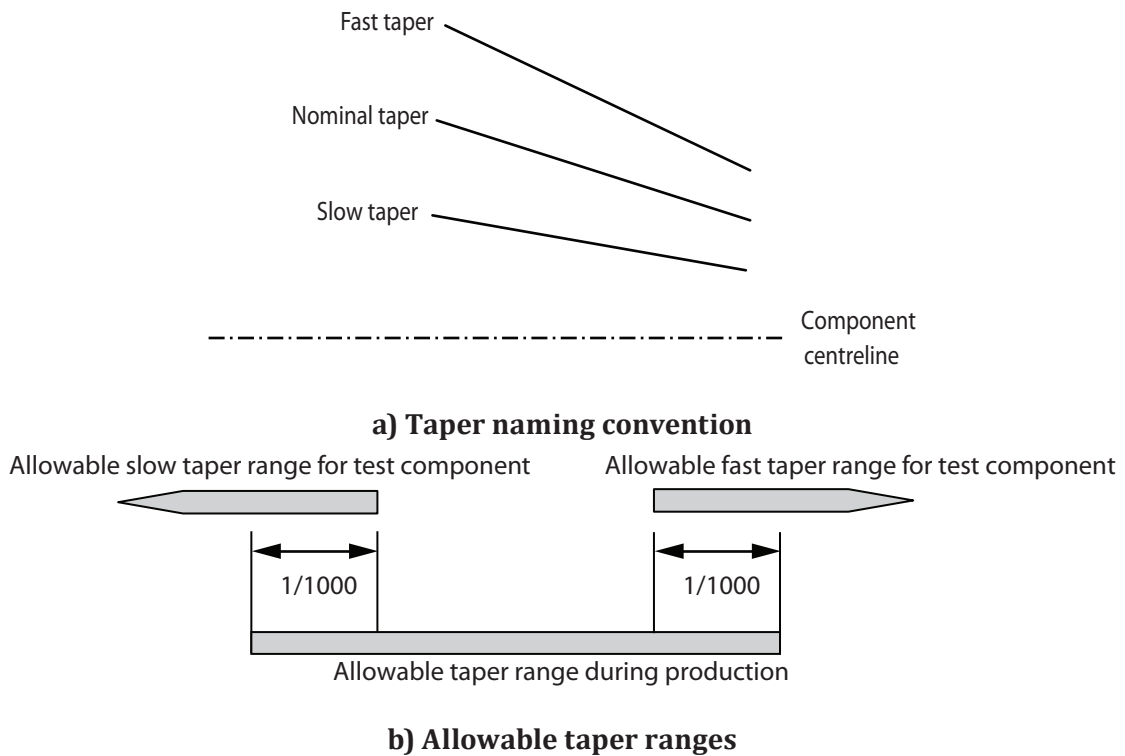 Fast taper
Nominal taper
Slow taper
Component
centreline
a) Taper naming convention
Allowable slow taper range for test component
Allowable fast taper range for test component
1/1000
1/1000
Allowable taper range during production
b) Allowable taper ranges